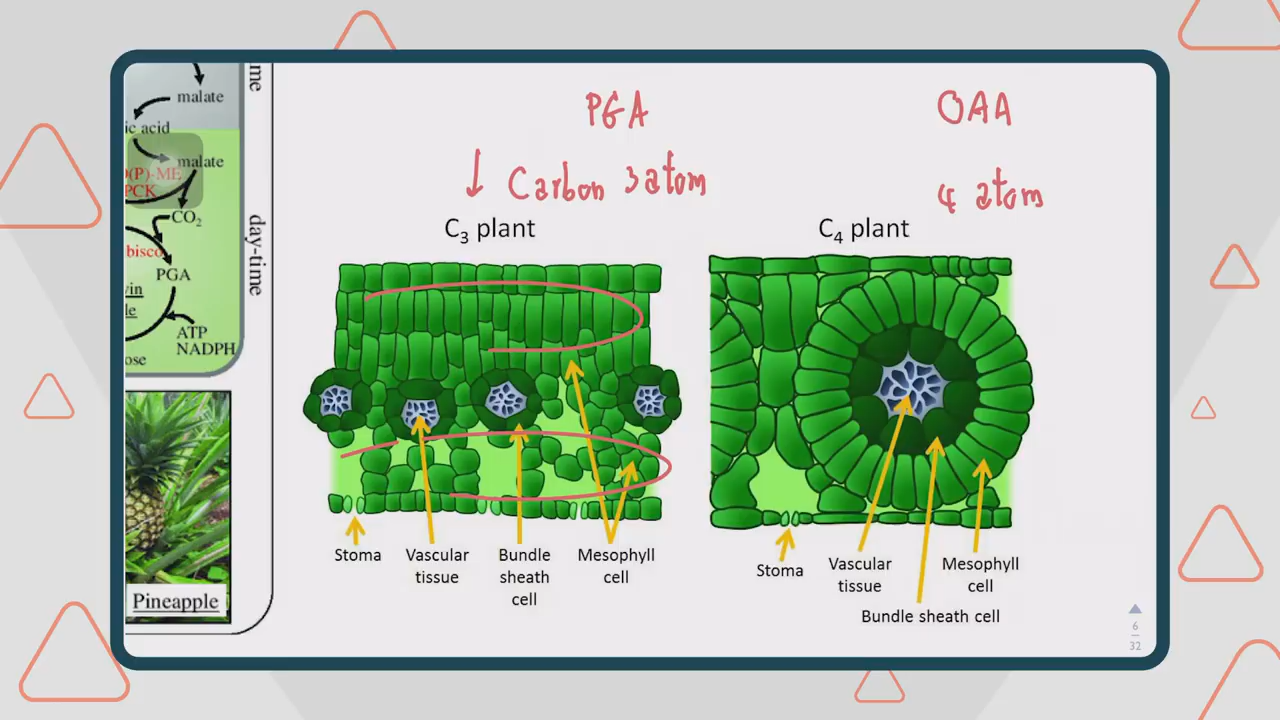 malate
ic acid
malate
(P)-ME
PCK
CO₂
bisco
PGA
vin
le
ATP
NADPH
ose
me
day-time
Pineapple
PGA
OAA
↓ Carbon 3 atom
4 atom
C₃ plant
C₄ plant
Stoma
Vascular tissue
Bundle sheath cell
Mesophyll cell
Stoma
Vascular tissue
Mesophyll cell
Bundle sheath cell
6
32